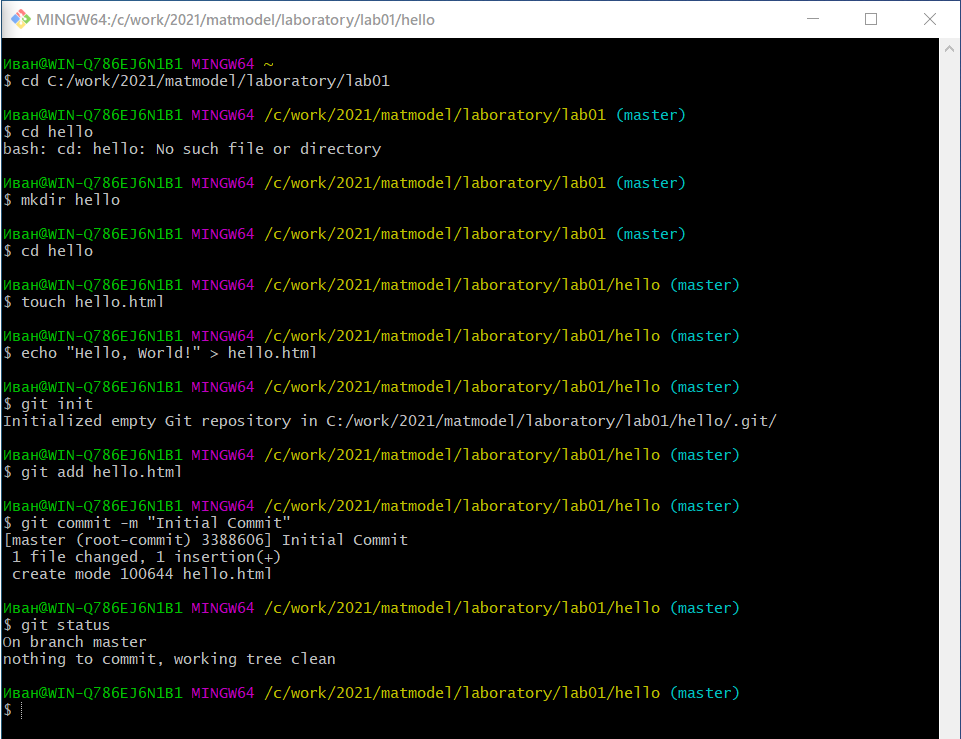 MINGW64:/c/work/2021/matmodel/laboratory/lab01/hello
Иван@WIN-Q786EJ6N1B1 MINGW64 ~
$ cd C:/work/2021/matmodel/laboratory/lab01
Иван@WIN-Q786EJ6N1B1 MINGW64 /c/work/2021/matmodel/laboratory/lab01 (master)
$ cd hello
bash: cd: hello: No such file or directory
Иван@WIN-Q786EJ6N1B1 MINGW64 /c/work/2021/matmodel/laboratory/lab01 (master)
$ mkdir hello
Иван@WIN-Q786EJ6N1B1 MINGW64 /c/work/2021/matmodel/laboratory/lab01 (master)
$ cd hello
Иван@WIN-Q786EJ6N1B1 MINGW64 /c/work/2021/matmodel/laboratory/lab01/hello (master)
$ touch hello.html
Иван@WIN-Q786EJ6N1B1 MINGW64 /c/work/2021/matmodel/laboratory/lab01/hello (master)
$ echo "Hello, World!" > hello.html
Иван@WIN-Q786EJ6N1B1 MINGW64 /c/work/2021/matmodel/laboratory/lab01/hello (master)
$ git init
Initialized empty Git repository in C:/work/2021/matmodel/laboratory/lab01/hello/.git/
Иван@WIN-Q786EJ6N1B1 MINGW64 /c/work/2021/matmodel/laboratory/lab01/hello (master)
$ git add hello.html
Иван@WIN-Q786EJ6N1B1 MINGW64 /c/work/2021/matmodel/laboratory/lab01/hello (master)
$ git commit -m "Initial Commit"
[master (root-commit) 3388606] Initial Commit
 1 file changed, 1 insertion(+)
 create mode 100644 hello.html
Иван@WIN-Q786EJ6N1B1 MINGW64 /c/work/2021/matmodel/laboratory/lab01/hello (master)
$ git status
On branch master
nothing to commit, working tree clean
Иван@WIN-Q786EJ6N1B1 MINGW64 /c/work/2021/matmodel/laboratory/lab01/hello (master)
$